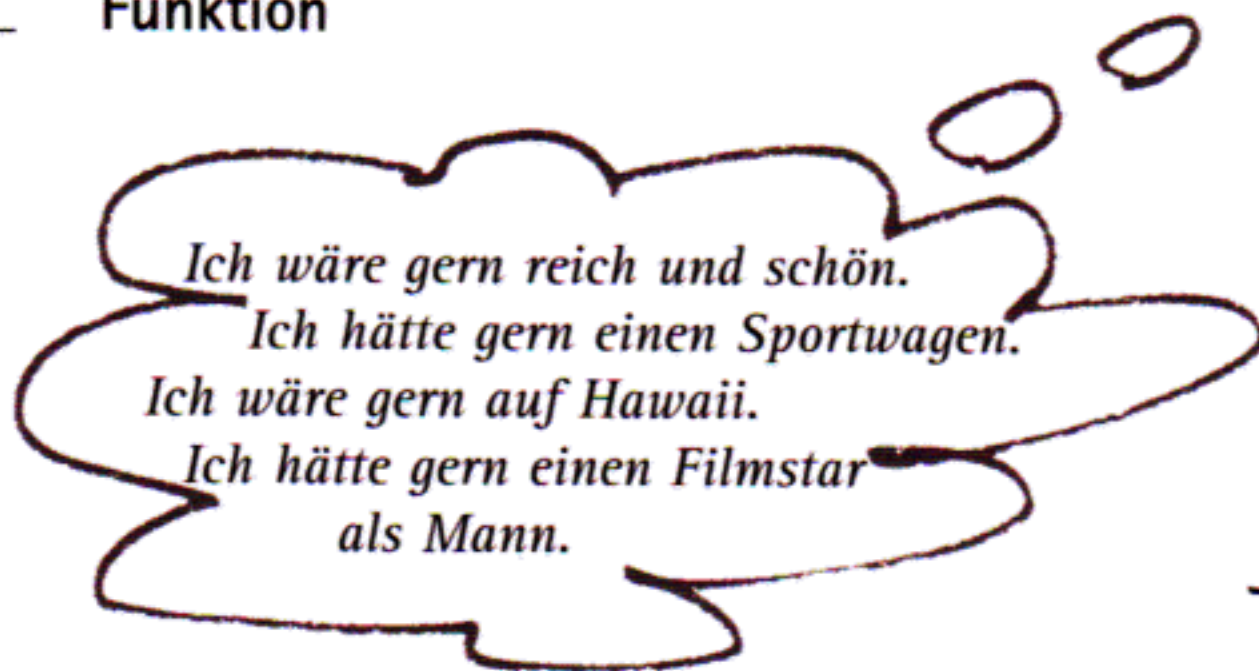 Funktion
Ich wäre gern reich und schön.
Ich hätte gern einen Sportwagen.
Ich wäre gern auf Hawaii.
Ich hätte gern einen Filmstar
als Mann.